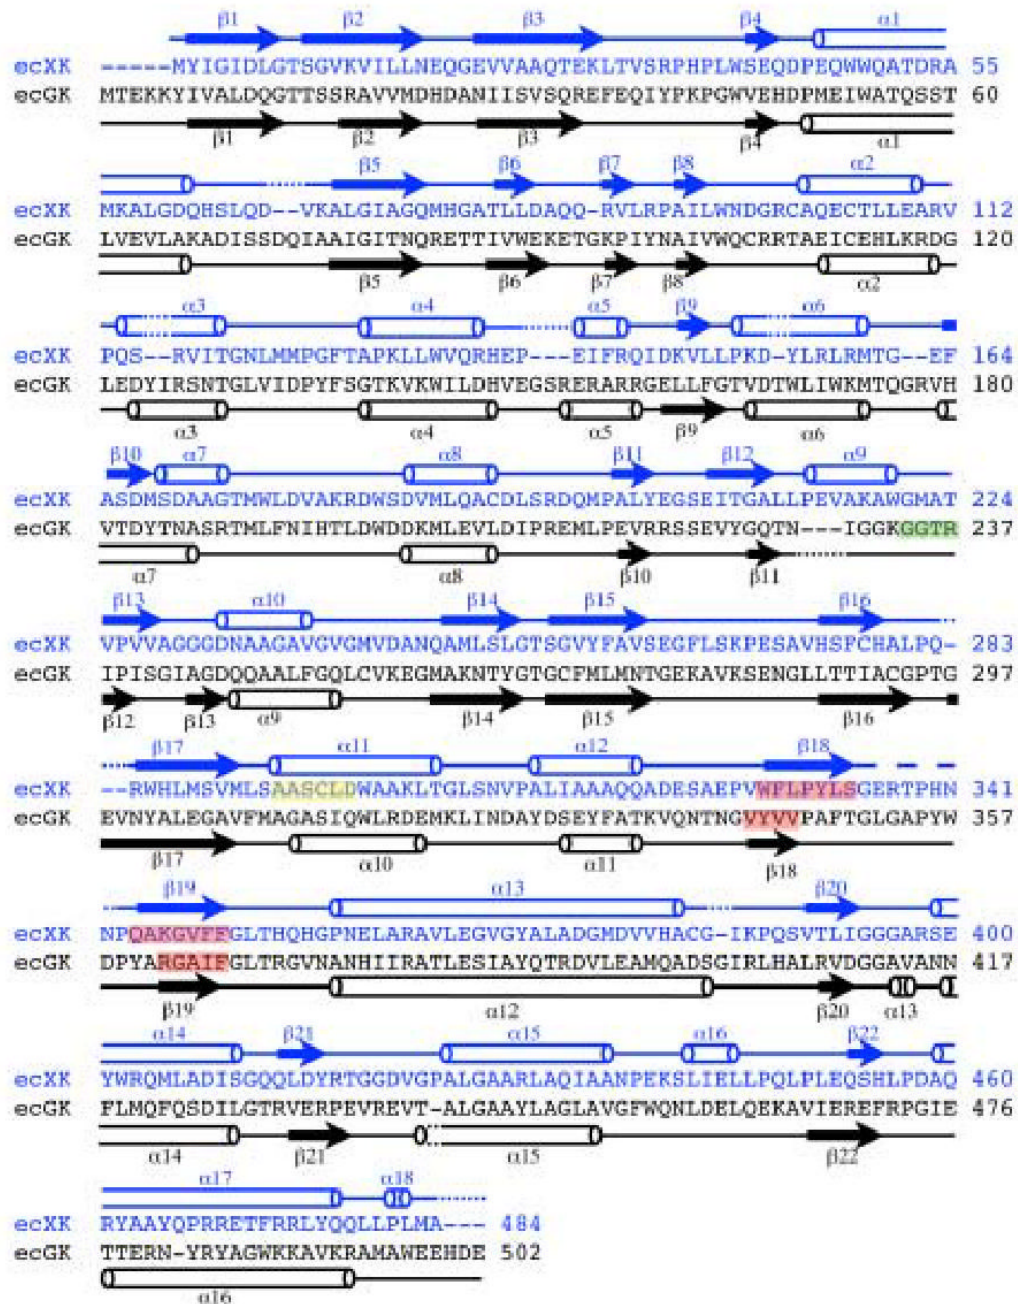 β1 β2 β3 β4 α1
ecXK -----MYIGIDLGTSGVKVILLNEQGEVVAAQTEKLTVSRPHPLWSEQDPEQWWQATDRA 55
ecGK MTEKKYIVALDQGTTSSRAVVMDHDANIISVSQREFEQIYPKPGWVEHDPMEIWATQSST 60
β1 β2 β3 β4 α1
β5 β6 β7 β8 α2
ecXK MKALGDQHSLQD--VKALGIAGQMHGATLLDAQQ-RVLRPAILWNDGRCAQECTLLEARV 112
ecGK LVEVLAKADISSDQIAAIGITNQRETTIVWEKETGKPIYNAIVWQCRRTAEICEHLKRDG 120
β5 β6 β7 β8 α2
α3 α4 α5 β9 α6
ecXK PQS--RVITGNLMMPGFTAPKLLWVQRHEP---EIFRQIDKVLLPKD-YLRLRMTG--EF 164
ecGK LEDYIRSNTGLVIDPYFSGTKVKWILDHVEGSRERARRGELLFGTVDTWLIWKMTQGRVH 180
α3 α4 α5 β9 α6
β10 α7 α8 β11 β12 α9
ecXK ASDMSDAAGTMWLDVAKRDWSDVMLQACDLSRDQMPALYEGSEITGALLPEVAKAWGMAT 224
ecGK VTDYTNASRTMLFNIHTLDWDDKMLEVLDIPREMLPEVRRSSEVYGQTN---IGGKGGTR 237
α7 α8 β10 β11
β13 α10 β14 β15 β16
ecXK VPVVAGGGDNAAGAVGVGMVDANQAMLSLGTSGVYFAVSEGFLSKPESAVHSFCHALPQ- 283
ecGK IPISGIAGDQQAALFGQLCVKEGMAKNTYGTGCFMLMNTGEKAVKSENGLLTTIACGPTG 297
β12 β13 α9 β14 β15 β16
β17 α11 α12 β18
ecXK --RWHLMSVMLSAASCLDWAAKLTGLSNVPALIAAAQQADESAEPVWFLPYLSGERTPHN 341
ecGK EVNYALEGAVFMAGASIQWLRDEMKLINDAYDSEYFATKVQNTNGVYVVPAFTGLGAPYW 357
β17 α10 α11 β18
β19 α13 β20
ecXK NPQAKGVFFGLTHQHGPNELARAVLEGVGYALADGMDVVHACG-IKPQSVTLIGGGARSE 400
ecGK DPYARGAIFGLTRGVNANHIIRATLESIAYQTRDVLEAMQADSGIRLHALRVDGGAVANN 417
β19 α12 β20 α13
α14 β21 α15 α16 β22
ecXK YWRQMLADISGQQLDYRTGGDVGPALGAARLAQIAANPEKSLIELLPQLPLEQSHLPDAQ 460
ecGK FLMQFQSDILGTRVERPEVREVT-ALGAAYLAGLAVGFWQNLDELQEKAVIEREFRPGIE 476
α14 β21 α15 β22
α17 α18
ecXK RYAAYQPRRETFRRLYQQLLPLMA--- 484
ecGK TTERN-YRYAGWKKAVKRAMAWEEHDE 502
α16